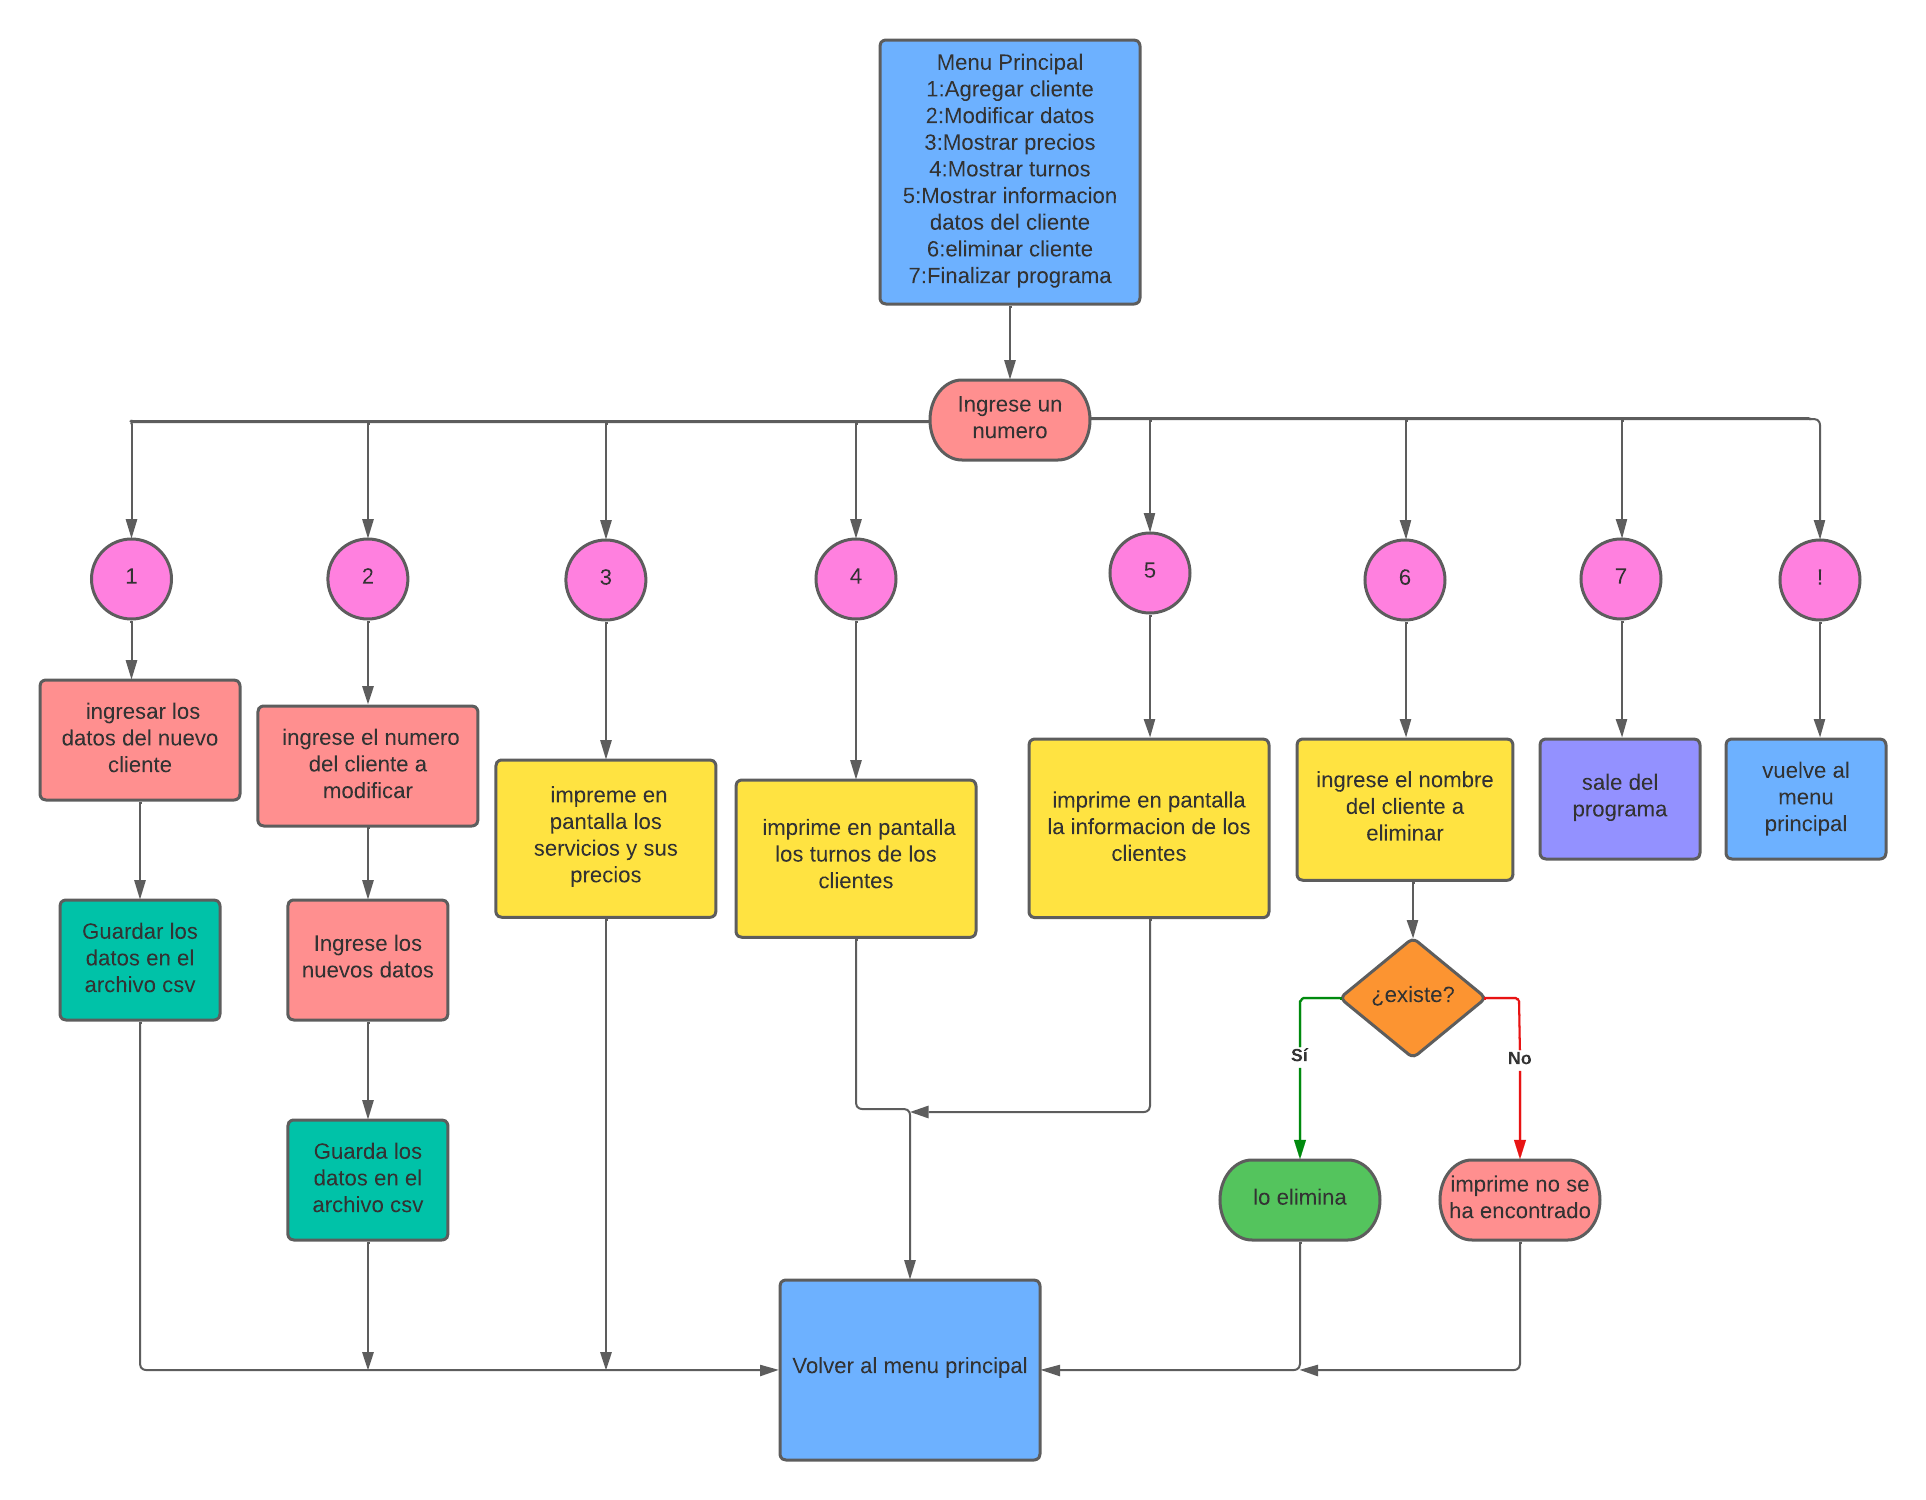 Menu Principal
1:Agregar cliente
2:Modificar datos
3:Mostrar precios
4:Mostrar turnos
5:Mostrar informacion
datos del cliente
6:eliminar cliente
7:Finalizar programa
Ingrese un
numero
1
2
3
4
5
6
7
!
ingresar los
datos del nuevo
cliente
ingrese el numero
del cliente a
modificar
impreme en
pantalla los
servicios y sus
precios
imprime en pantalla
los turnos de los
clientes
imprime en pantalla
la informacion de los
clientes
ingrese el nombre
del cliente a
eliminar
sale del
programa
vuelve al
menu
principal
Guardar los
datos en el
archivo csv
Ingrese los
nuevos datos
¿existe?
Sí
No
Guarda los
datos en el
archivo csv
lo elimina
imprime no se
ha encontrado
Volver al menu principal